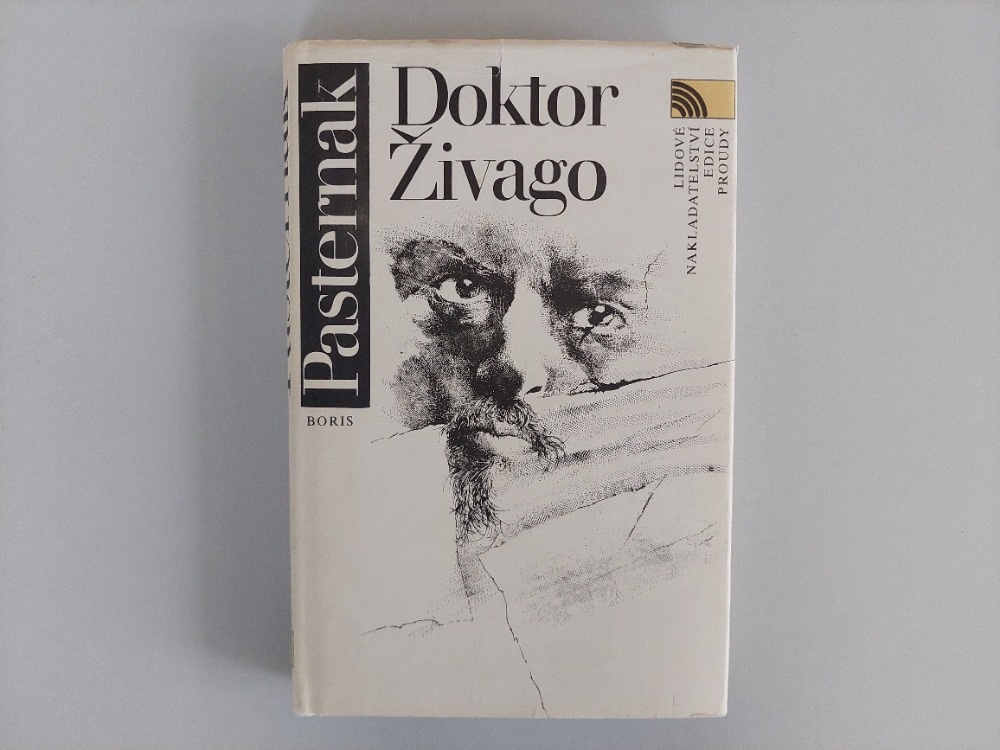 Doktor
Živago
BORIS
Pasternak
LIDOVÉ
NAKLADATELSTVÍ
EDICE
PROUDY